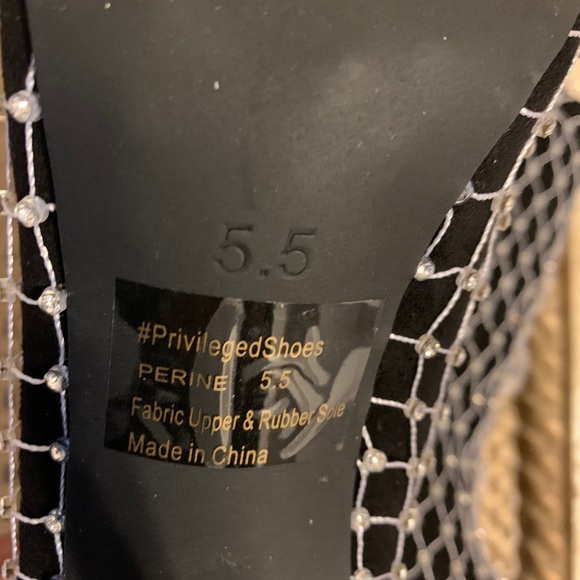 5.5
#PrivilegedShoes
PERINE 5.5
Fabric Upper & Rubber Sole
Made in China